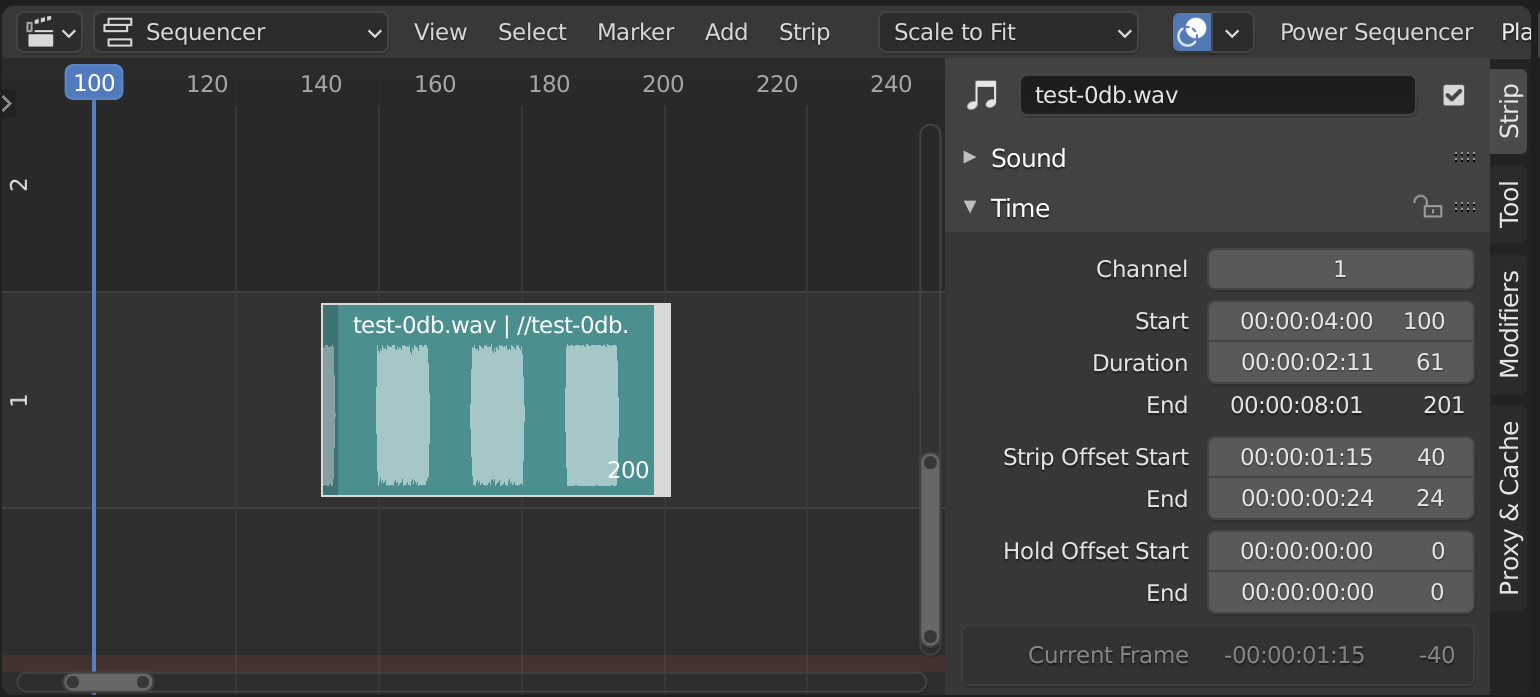 Sequencer View Select Marker Add Strip Scale to Fit Power Sequencer Pla
100 120 140 160 180 200 220 240
2
1
test-0db.wav | //test-0db.
200
test-0db.wav
Sound
Time
Channel 1
Start 00:00:04:00 100
Duration 00:00:02:11 61
End 00:00:08:01 201
Strip Offset Start 00:00:01:15 40
End 00:00:00:24 24
Hold Offset Start 00:00:00:00 0
End 00:00:00:00 0
Current Frame -00:00:01:15 -40
Strip
Tool
Modifiers
Proxy & Cache